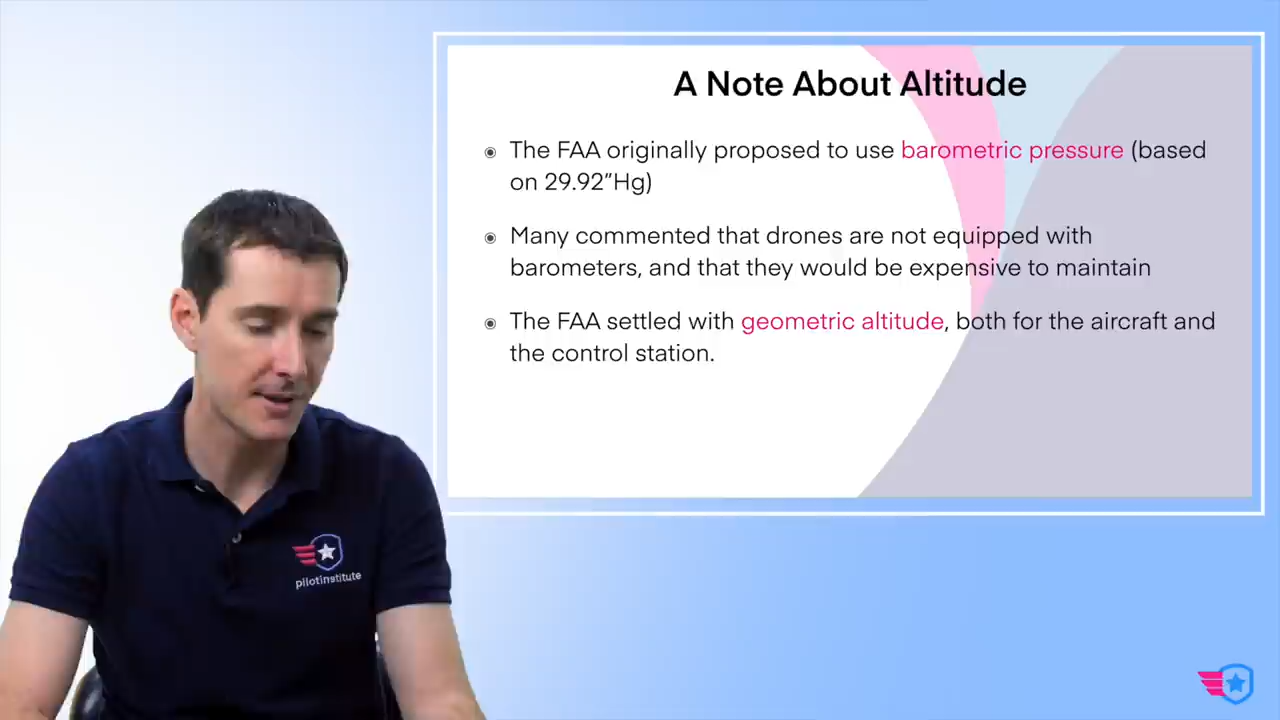 A Note About Altitude
The FAA originally proposed to use barometric pressure (based
on 29.92”Hg)
Many commented that drones are not equipped with
barometers, and that they would be expensive to maintain
The FAA settled with geometric altitude, both for the aircraft and
the control station.
pilotinstitute